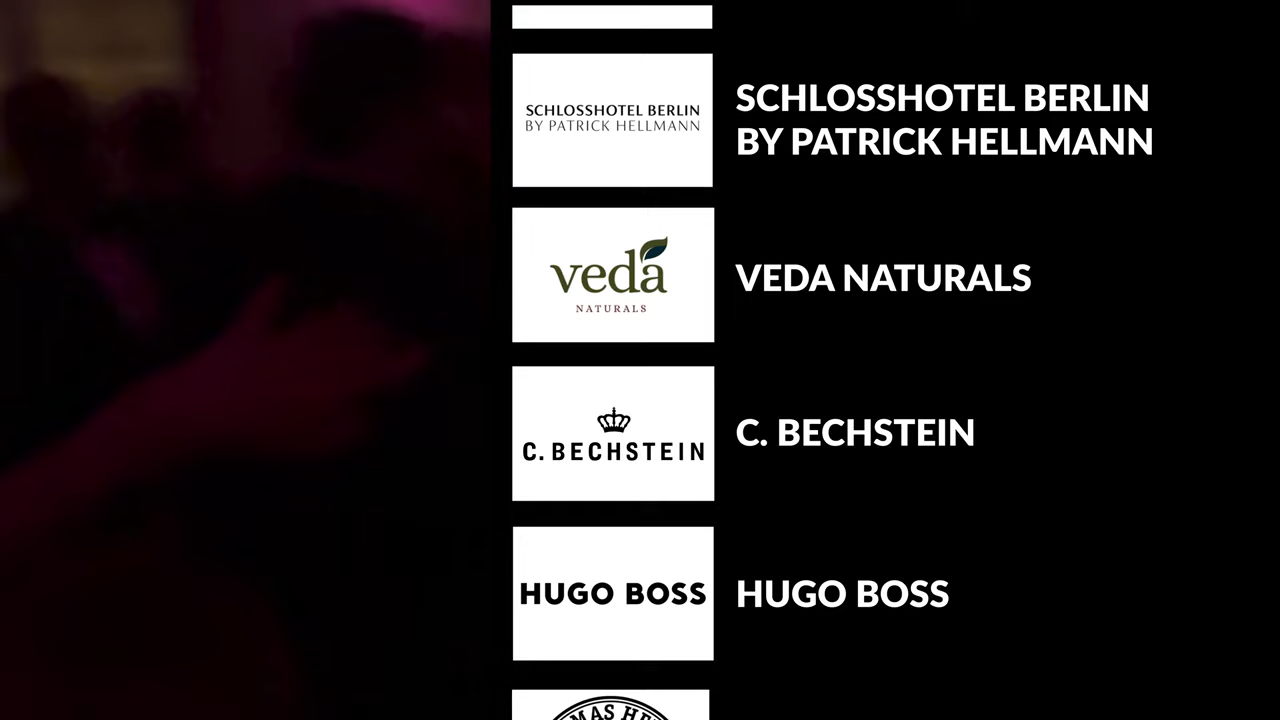 SCHLOSSHOTEL BERLIN
BY PATRICK HELLMANN
SCHLOSSHOTEL BERLIN
BY PATRICK HELLMANN
veda
NATURALS
VEDA NATURALS
C. BECHSTEIN
C. BECHSTEIN
HUGO BOSS
HUGO BOSS